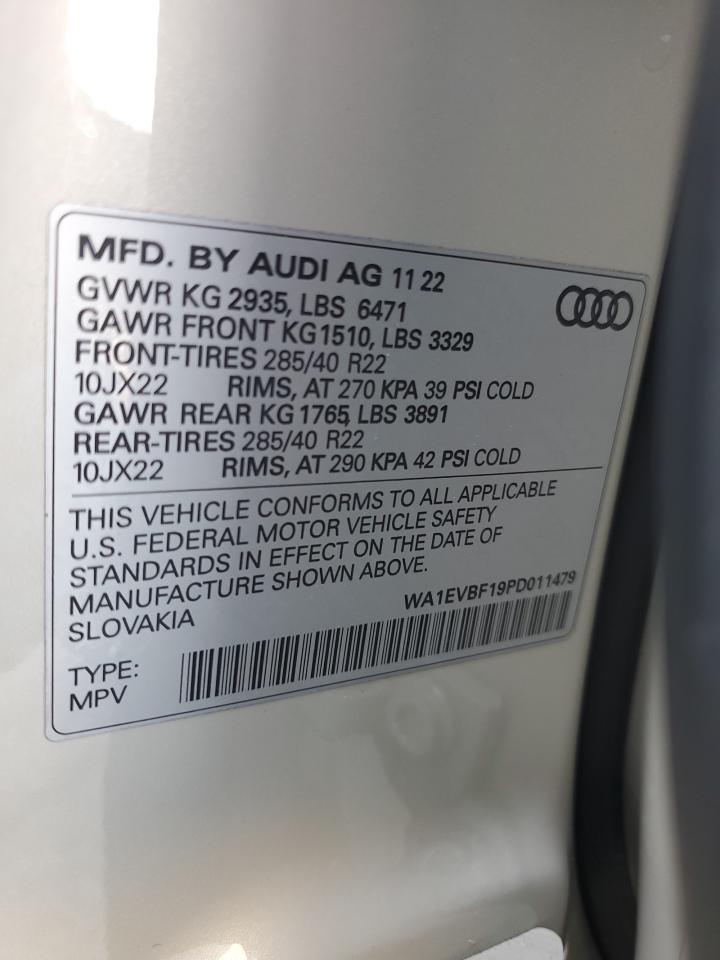 MFD. BY AUDI AG 11 22
GVWR KG 2935, LBS 6471
GAWR FRONT KG1510, LBS 3329
FRONT-TIRES 285/40 R22
10JX22 RIMS, AT 270 KPA 39 PSI COLD
GAWR REAR KG 1765, LBS 3891
REAR-TIRES 285/40 R22
10JX22 RIMS, AT 290 KPA 42 PSI COLD
THIS VEHICLE CONFORMS TO ALL APPLICABLE
U.S. FEDERAL MOTOR VEHICLE SAFETY
STANDARDS IN EFFECT ON THE DATE OF
MANUFACTURE SHOWN ABOVE.
SLOVAKIA WA1EVBF19PD011479
TYPE:
MPV